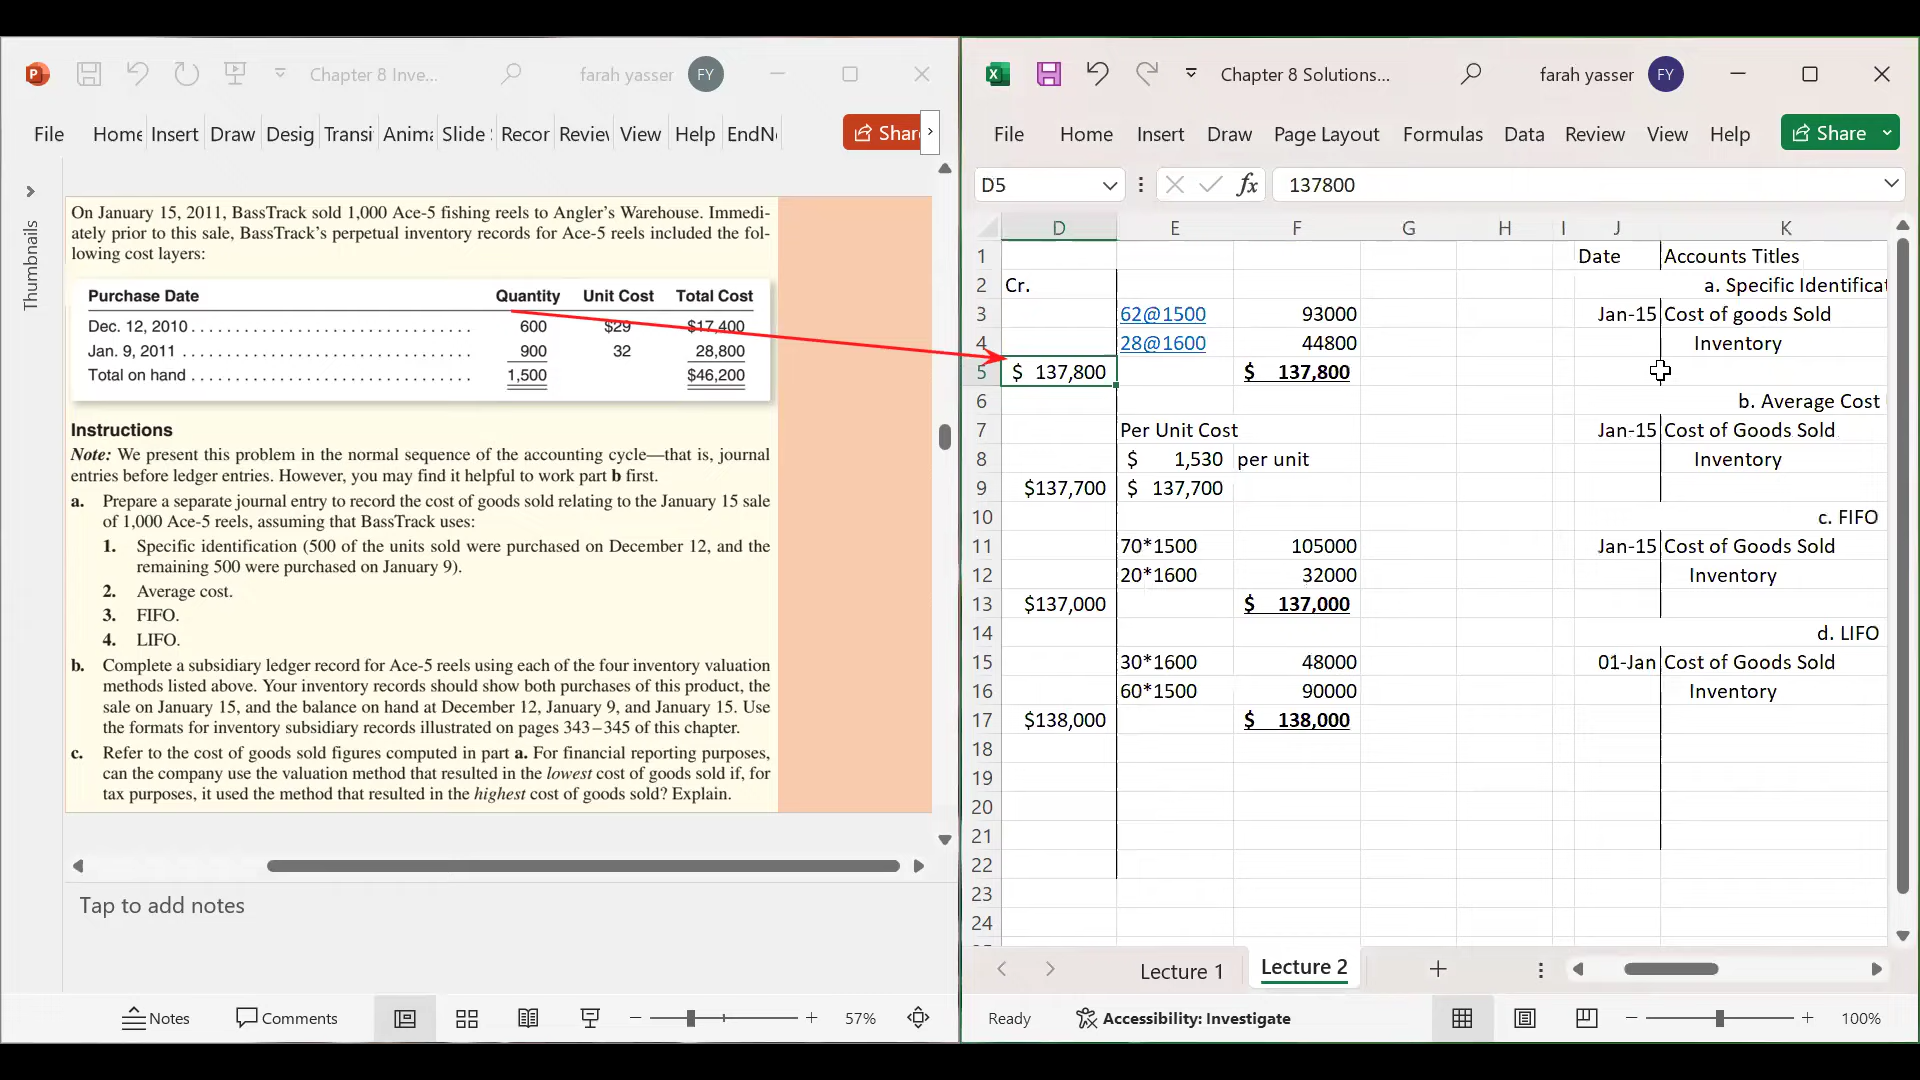 Chapter 8 Inve...
farah yasser
FY
File
Home
Insert
Draw
Desig
Transi
Anima
Slide
Recor
Review
View
Help
EndN
Shar
Thumbnails
On January 15, 2011, BassTrack sold 1,000 Ace-5 fishing reels to Angler's Warehouse. Immedi-
ately prior to this sale, BassTrack's perpetual inventory records for Ace-5 reels included the fol-
lowing cost layers:
Purchase Date Quantity Unit Cost Total Cost
Dec. 12, 2010 600 $29 $17,400
Jan. 9, 2011 900 32 28,800
Total on hand 1,500 $46,200
Instructions
Note: We present this problem in the normal sequence of the accounting cycle—that is, journal
entries before ledger entries. However, you may find it helpful to work part b first.
a. Prepare a separate journal entry to record the cost of goods sold relating to the January 15 sale
of 1,000 Ace-5 reels, assuming that BassTrack uses:
1. Specific identification (500 of the units sold were purchased on December 12, and the
remaining 500 were purchased on January 9).
2. Average cost.
3. FIFO.
4. LIFO.
b. Complete a subsidiary ledger record for Ace-5 reels using each of the four inventory valuation
methods listed above. Your inventory records should show both purchases of this product, the
sale on January 15, and the balance on hand at December 12, January 9, and January 15. Use
the formats for inventory subsidiary records illustrated on pages 343–345 of this chapter.
c. Refer to the cost of goods sold figures computed in part a. For financial reporting purposes,
can the company use the valuation method that resulted in the lowest cost of goods sold if, for
tax purposes, it used the method that resulted in the highest cost of goods sold? Explain.
Tap to add notes
Notes
Comments
57%
Chapter 8 Solutions...
farah yasser
FY
File
Home
Insert
Draw
Page Layout
Formulas
Data
Review
View
Help
Share
D5
fx
137800
D E F G H I J K
1 Date Accounts Titles
2 Cr. a. Specific Identificat
3 62@1500 93000 Jan-15 Cost of goods Sold
4 28@1600 44800 Inventory
5 $ 137,800 $ 137,800
6 b. Average Cost
7 Per Unit Cost Jan-15 Cost of Goods Sold
8 $ 1,530 per unit Inventory
9 $137,700 $ 137,700
10 c. FIFO
11 70*1500 105000 Jan-15 Cost of Goods Sold
12 20*1600 32000 Inventory
13 $137,000 $ 137,000
14 d. LIFO
15 30*1600 48000 01-Jan Cost of Goods Sold
16 60*1500 90000 Inventory
17 $138,000 $ 138,000
18
19
20
21
22
23
24
Lecture 1
Lecture 2
Ready
Accessibility: Investigate
100%